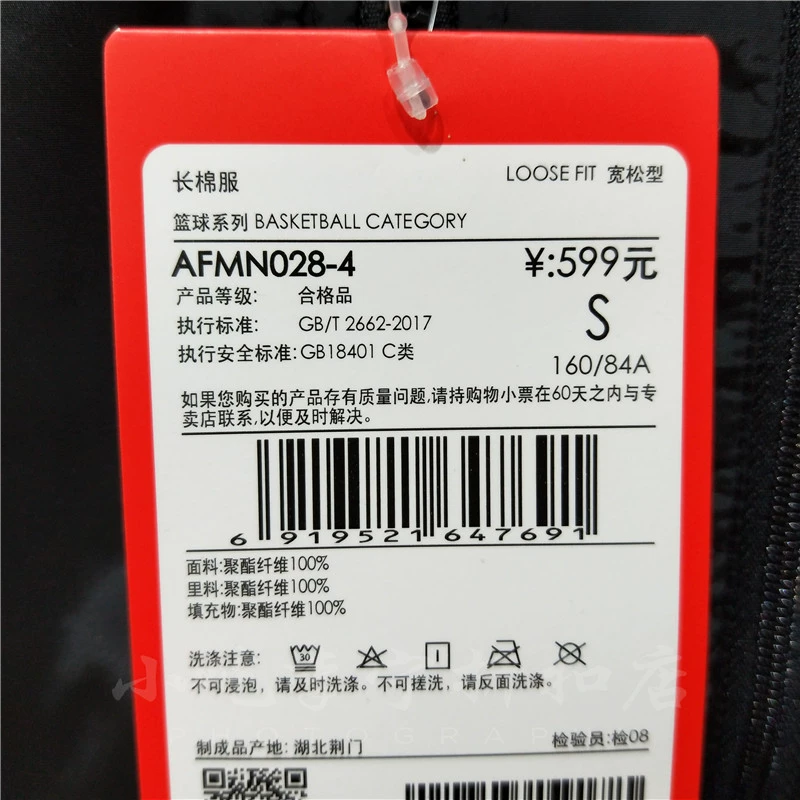 长棉服
LOOSE FIT 宽松型
篮球系列 BASKETBALL CATEGORY
AFMN028-4
¥:599元
产品等级: 合格品
执行标准: GB/T 2662-2017
S
执行安全标准:GB18401 C类
160/84A
如果您购买的产品存有质量问题,请持购物小票在60天之内与专
卖店联系,以便及时解决。
6 919521 647691
面料:聚酯纤维100%
里料:聚酯纤维100%
填充物:聚酯纤维100%
洗涤注意: 30
不可浸泡，请及时洗涤。不可搓洗，请反面洗涤。
制成品产地: 湖北荆门
检验员:检08